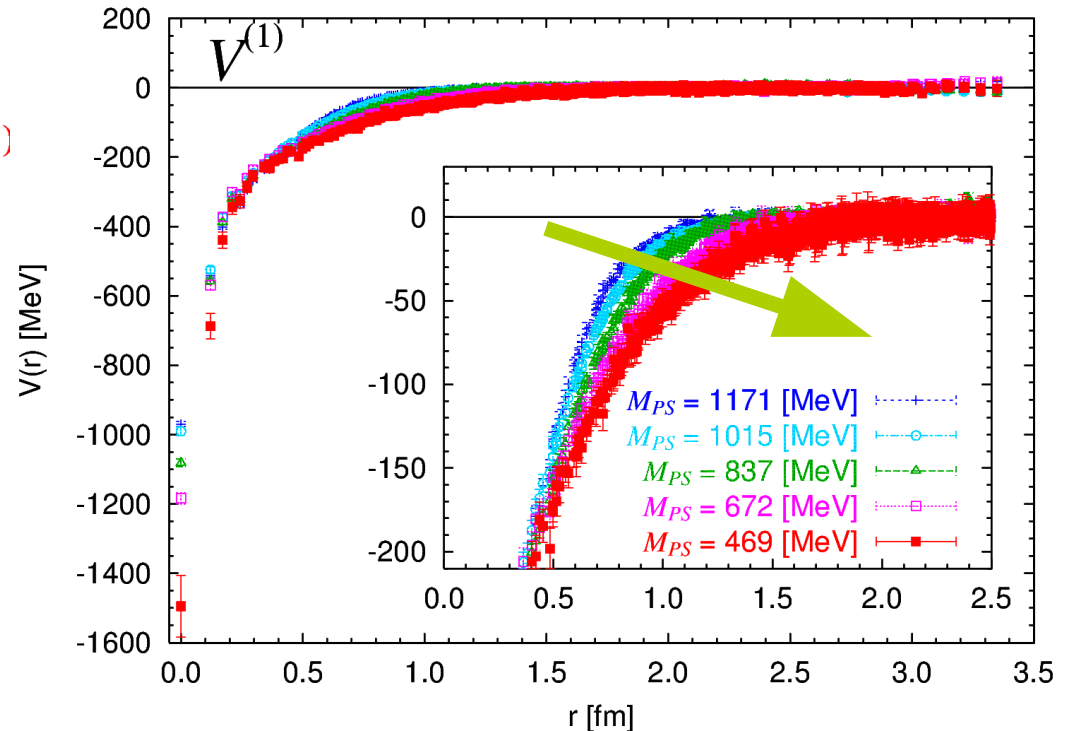 V(1)
)
V(r) [MeV]
200
0
-200
-400
-600
-800
-1000
-1200
-1400
-1600
0
-50
-100
-150
-200
MPS = 1171 [MeV]
MPS = 1015 [MeV]
MPS = 837 [MeV]
MPS = 672 [MeV]
MPS = 469 [MeV]
0.0 0.5 1.0 1.5 2.0 2.5
0.0 0.5 1.0 1.5 2.0 2.5 3.0 3.5
r [fm]